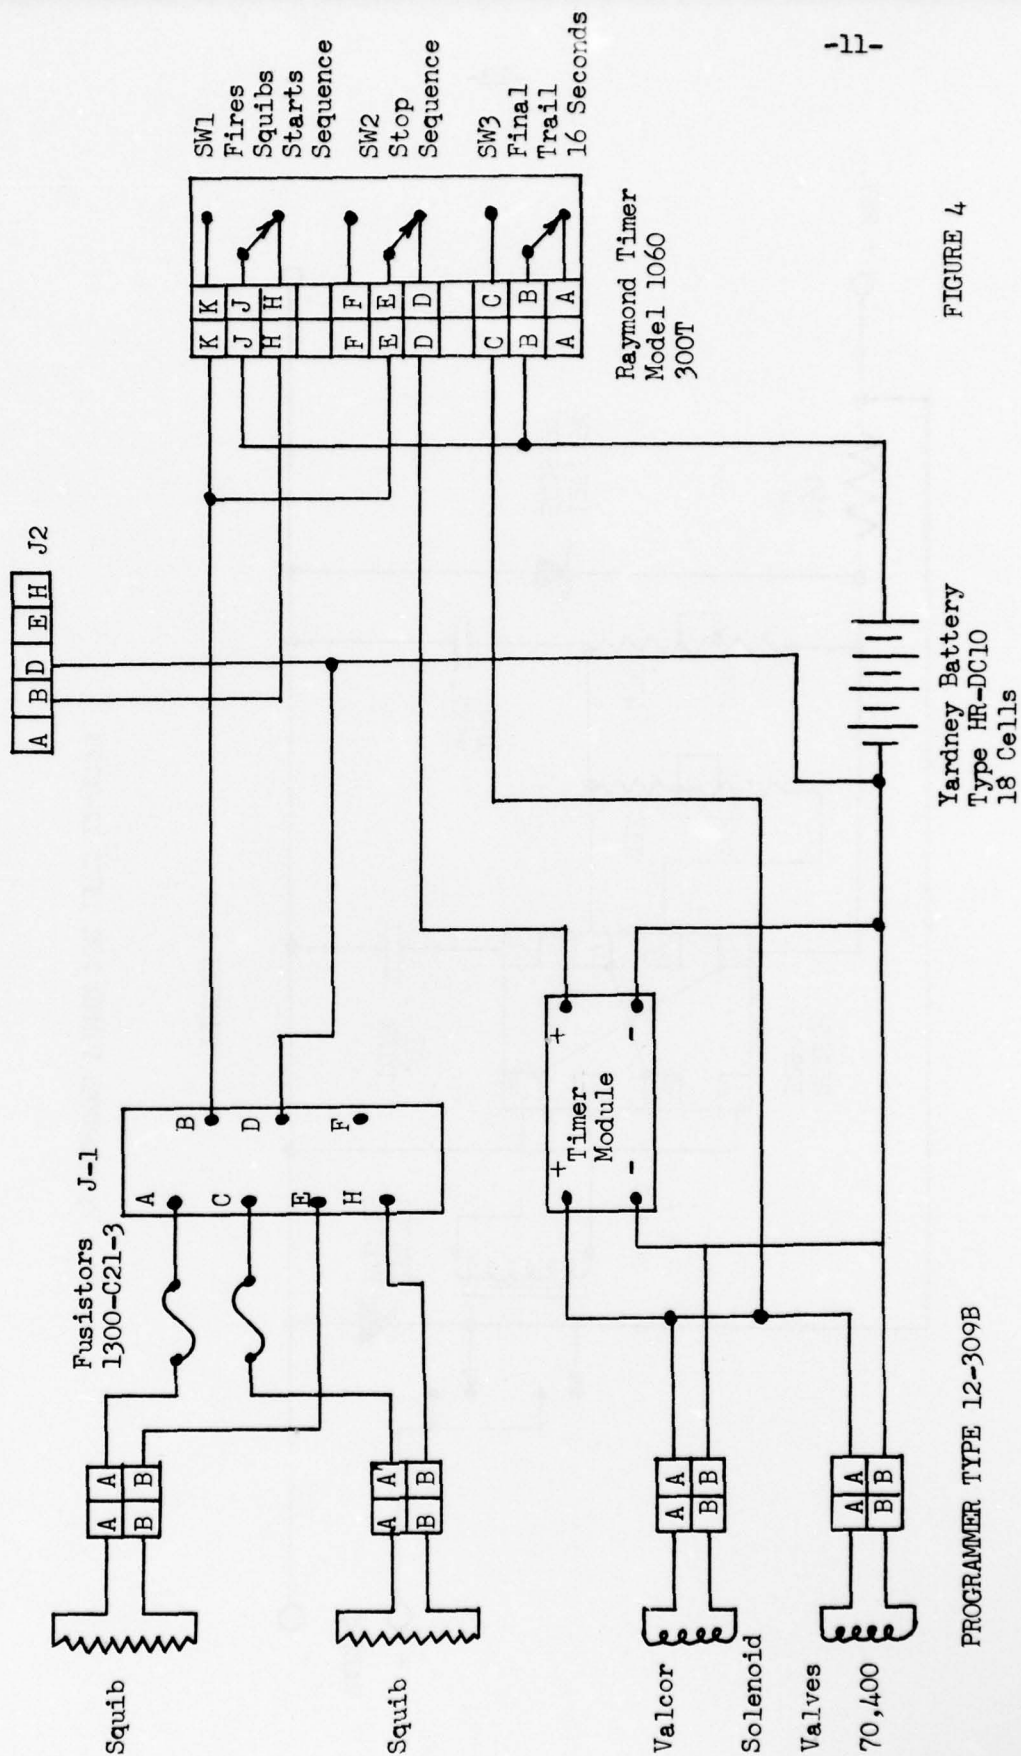 -11-
SW1
Fires
Squibs
Starts
Sequence
SW2
Stop
Sequence
SW3
Final
Trail
16 Seconds
K K
J J
H H
F F
E E
D D
C C
B B
A A
Raymond Timer
Model 1060
300T
A B D E H J2
Fusistors J-1
1300-C21-3
A
C
E
H
B
D
F
A A
B B
Squib
A A
B B
Squib
+ +
Timer
Module
- -
A A
B B
Valcor
Solenoid
A A
B B
Valves
70,400
Yardney Battery
Type HR-DC10
18 Cells
PROGRAMMER TYPE 12-309B
FIGURE 4